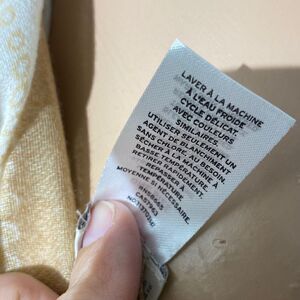 LAVER À LA MACHINE
À L'EAU FROIDE
CYCLE DÉLICAT,
AVEC COULEURS
SIMILAIRES.
UTILISER SEULEMENT UN
AGENT DE BLANCHIMENT
SANS CHLORE, AU BESOIN.
SÉCHER À LA MACHINE À
BASSE TEMPÉRATURE.
RETIRER RAPIDEMENT.
REPASSER À
MOYENNE SI NÉCESSAIRE.